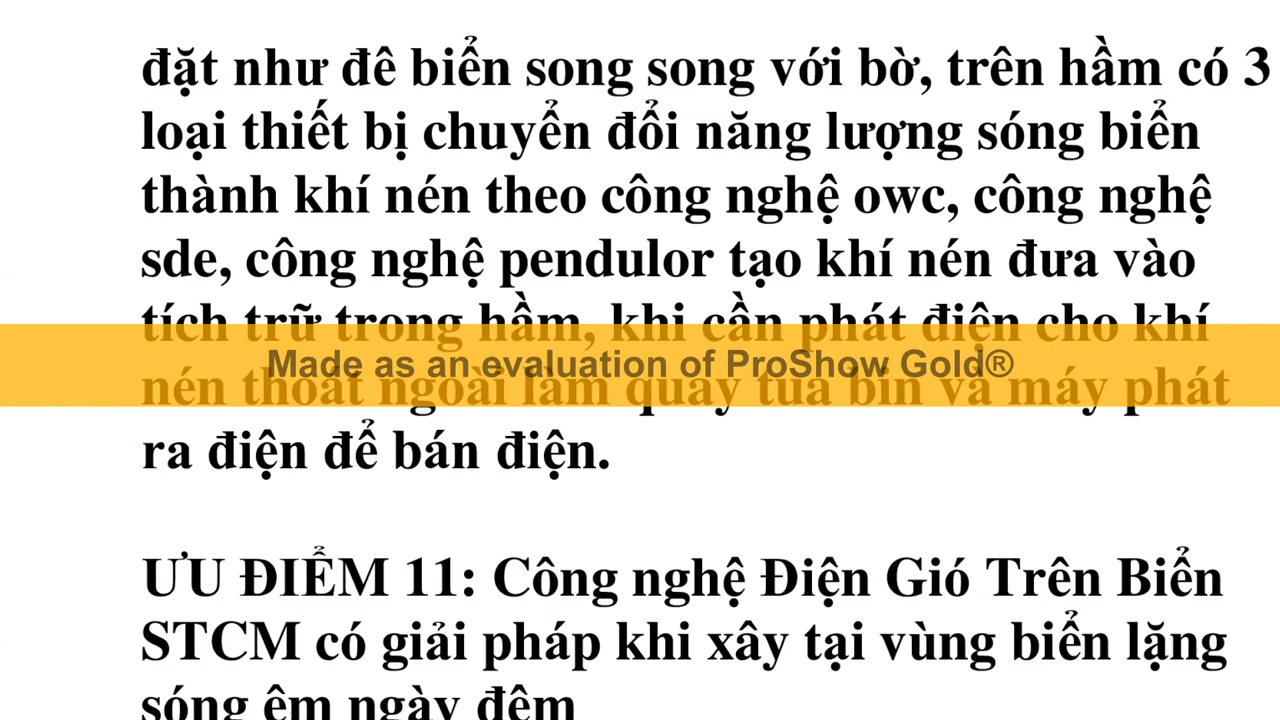 đặt như đê biển song song với bờ, trên hầm có 3
loại thiết bị chuyển đổi năng lượng sóng biển
thành khí nén theo công nghệ owc, công nghệ
sde, công nghệ pendulor tạo khí nén đưa vào
tích trữ trong hầm, khi cần phát điện cho khí
Made as an evaluation of ProShow Gold®
nén thoát ngoài làm quay tua bin và máy phát
ra điện để bán điện.
ƯU ĐIỂM 11: Công nghệ Điện Gió Trên Biển
STCM có giải pháp khi xây tại vùng biển lặng
sóng êm ngày đêm